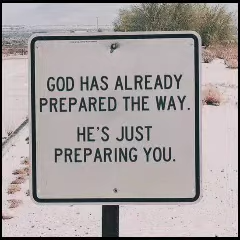 GOD HAS ALREADY
PREPARED THE WAY.
HE'S JUST
PREPARING YOU.